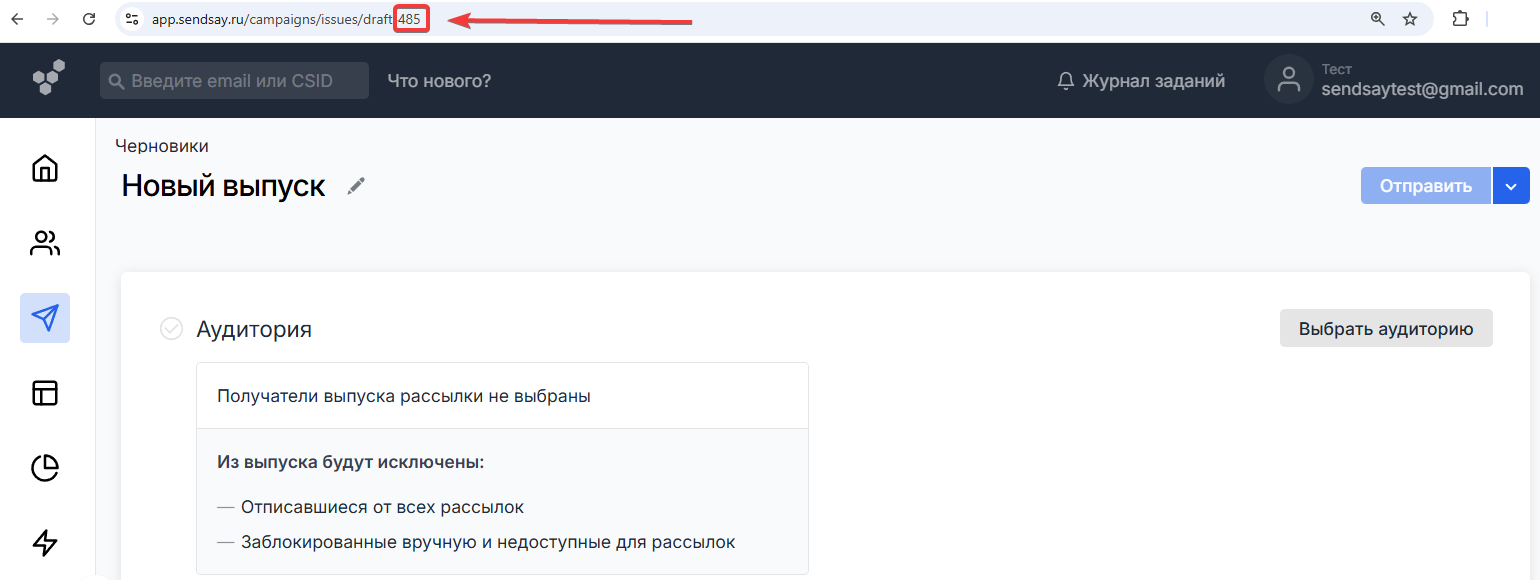 app.sendsay.ru/campaigns/issues/draft/485
Введите email или CSID
Что нового?
Журнал заданий
Тест
sendsaytest@gmail.com
Черновики
Новый выпуск
Отправить
Аудитория
Выбрать аудиторию
Получатели выпуска рассылки не выбраны
Из выпуска будут исключены:
— Отписавшиеся от всех рассылок
— Заблокированные вручную и недоступные для рассылок